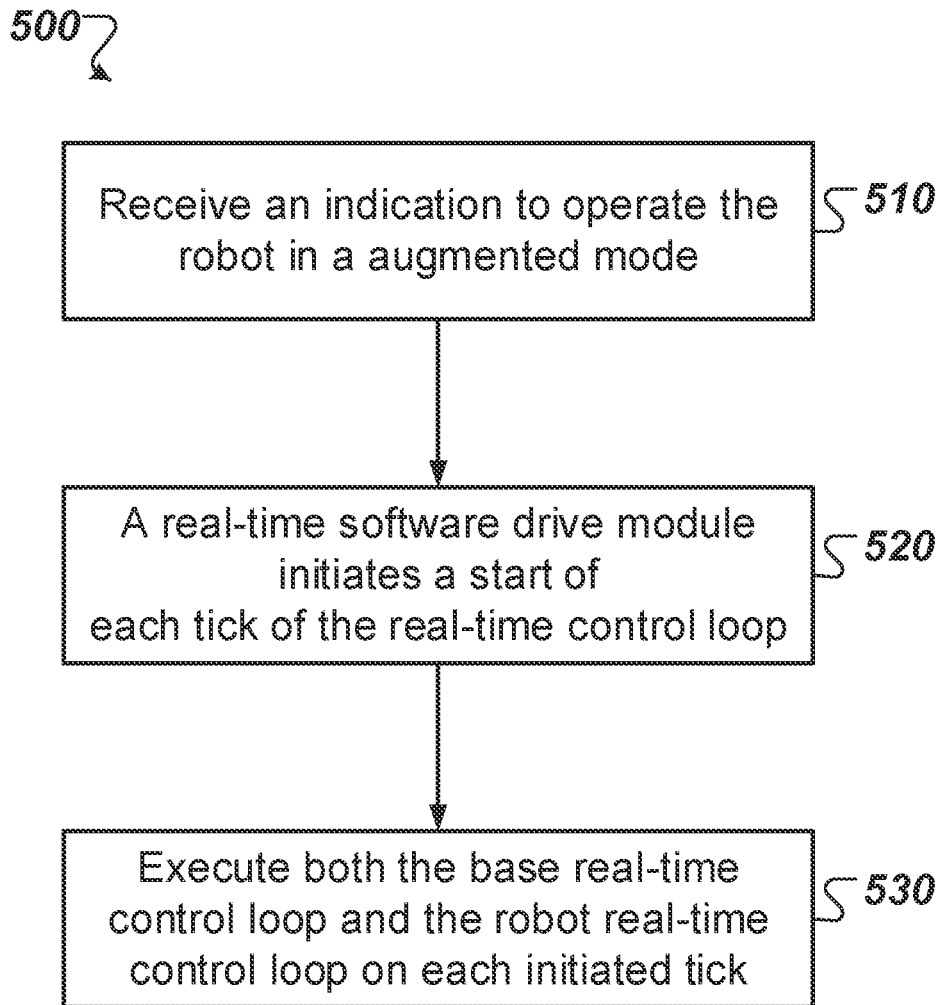 500
Receive an indication to operate the
robot in a augmented mode
510
A real-time software drive module
initiates a start of
each tick of the real-time control loop
520
Execute both the base real-time
control loop and the robot real-time
control loop on each initiated tick
530